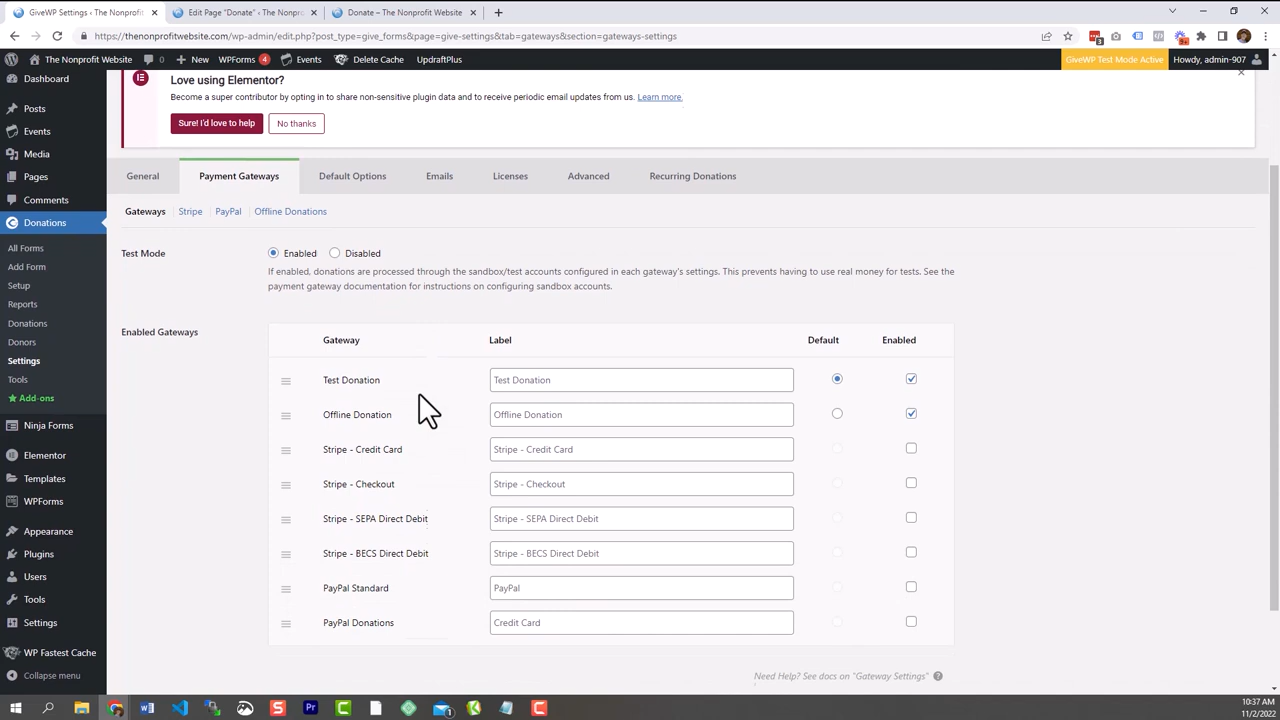 GiveWP Settings ‹ The Nonprofit
Edit Page "Donate" ‹ The Nonpro
Donate – The Nonprofit Website
https://thenonprofitwebsite.com/wp-admin/edit.php?post_type=give_forms&page=give-settings&tab=gateways&section=gateways-settings
3
9+
The Nonprofit Website
0
New
WPForms 4
Events
Delete Cache
UpdraftPlus
GiveWP Test Mode Active
Howdy, admin-907
Dashboard
Posts
Events
Media
Pages
Comments
Donations
All Forms
Add Form
Setup
Reports
Donations
Donors
Settings
Tools
Add-ons
Ninja Forms
Elementor
Templates
WPForms
Appearance
Plugins
Users
Tools
Settings
WP Fastest Cache
Collapse menu
Love using Elementor?
Become a super contributor by opting in to share non-sensitive plugin data and to receive periodic email updates from us. Learn more.
Sure! I'd love to help
No thanks
General
Payment Gateways
Default Options
Emails
Licenses
Advanced
Recurring Donations
Gateways
Stripe
PayPal
Offline Donations
Test Mode
Enabled
Disabled
If enabled, donations are processed through the sandbox/test accounts configured in each gateway's settings. This prevents having to use real money for tests. See the
payment gateway documentation for instructions on configuring sandbox accounts.
Enabled Gateways
Gateway
Label
Default
Enabled
Test Donation
Test Donation
Offline Donation
Offline Donation
Stripe - Credit Card
Stripe - Credit Card
Stripe - Checkout
Stripe - Checkout
Stripe - SEPA Direct Debit
Stripe - SEPA Direct Debit
Stripe - BECS Direct Debit
Stripe - BECS Direct Debit
PayPal Standard
PayPal
PayPal Donations
Credit Card
Need Help? See docs on "Gateway Settings"
10:37 AM
11/2/2022